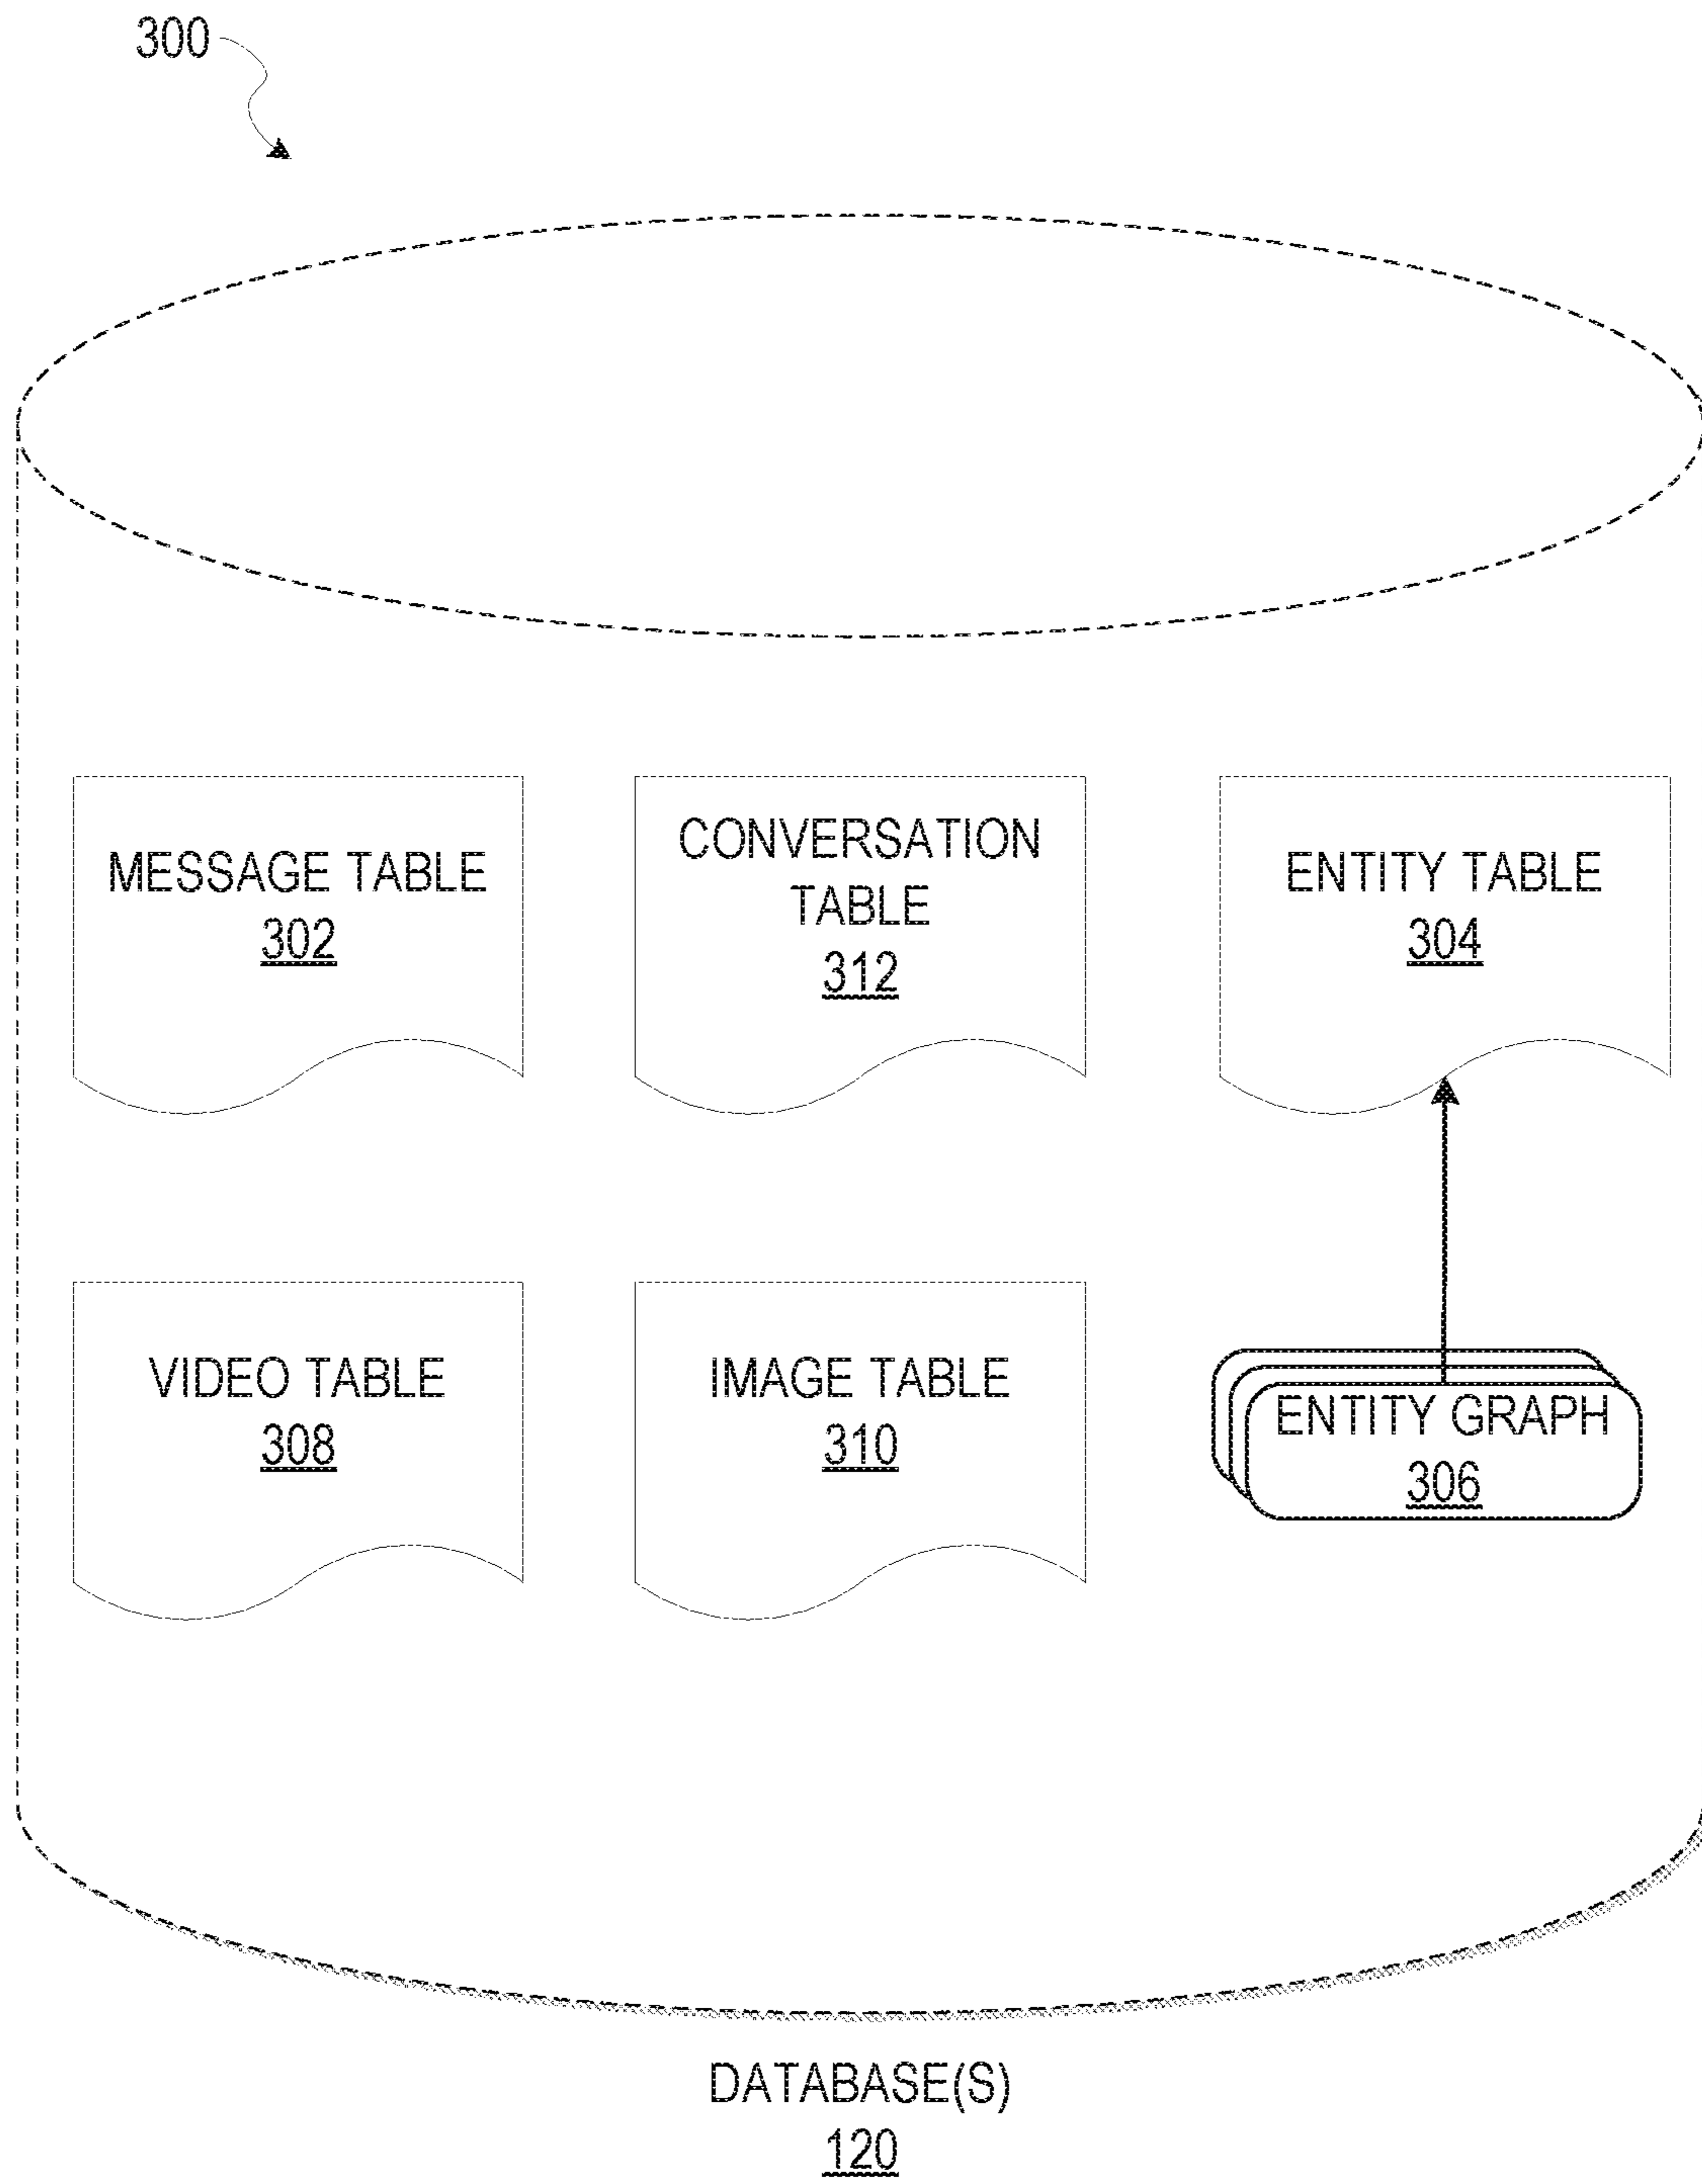 300
MESSAGE TABLE
302
CONVERSATION
TABLE
312
ENTITY TABLE
304
VIDEO TABLE
308
IMAGE TABLE
310
ENTITY GRAPH
306
DATABASE(S)
120